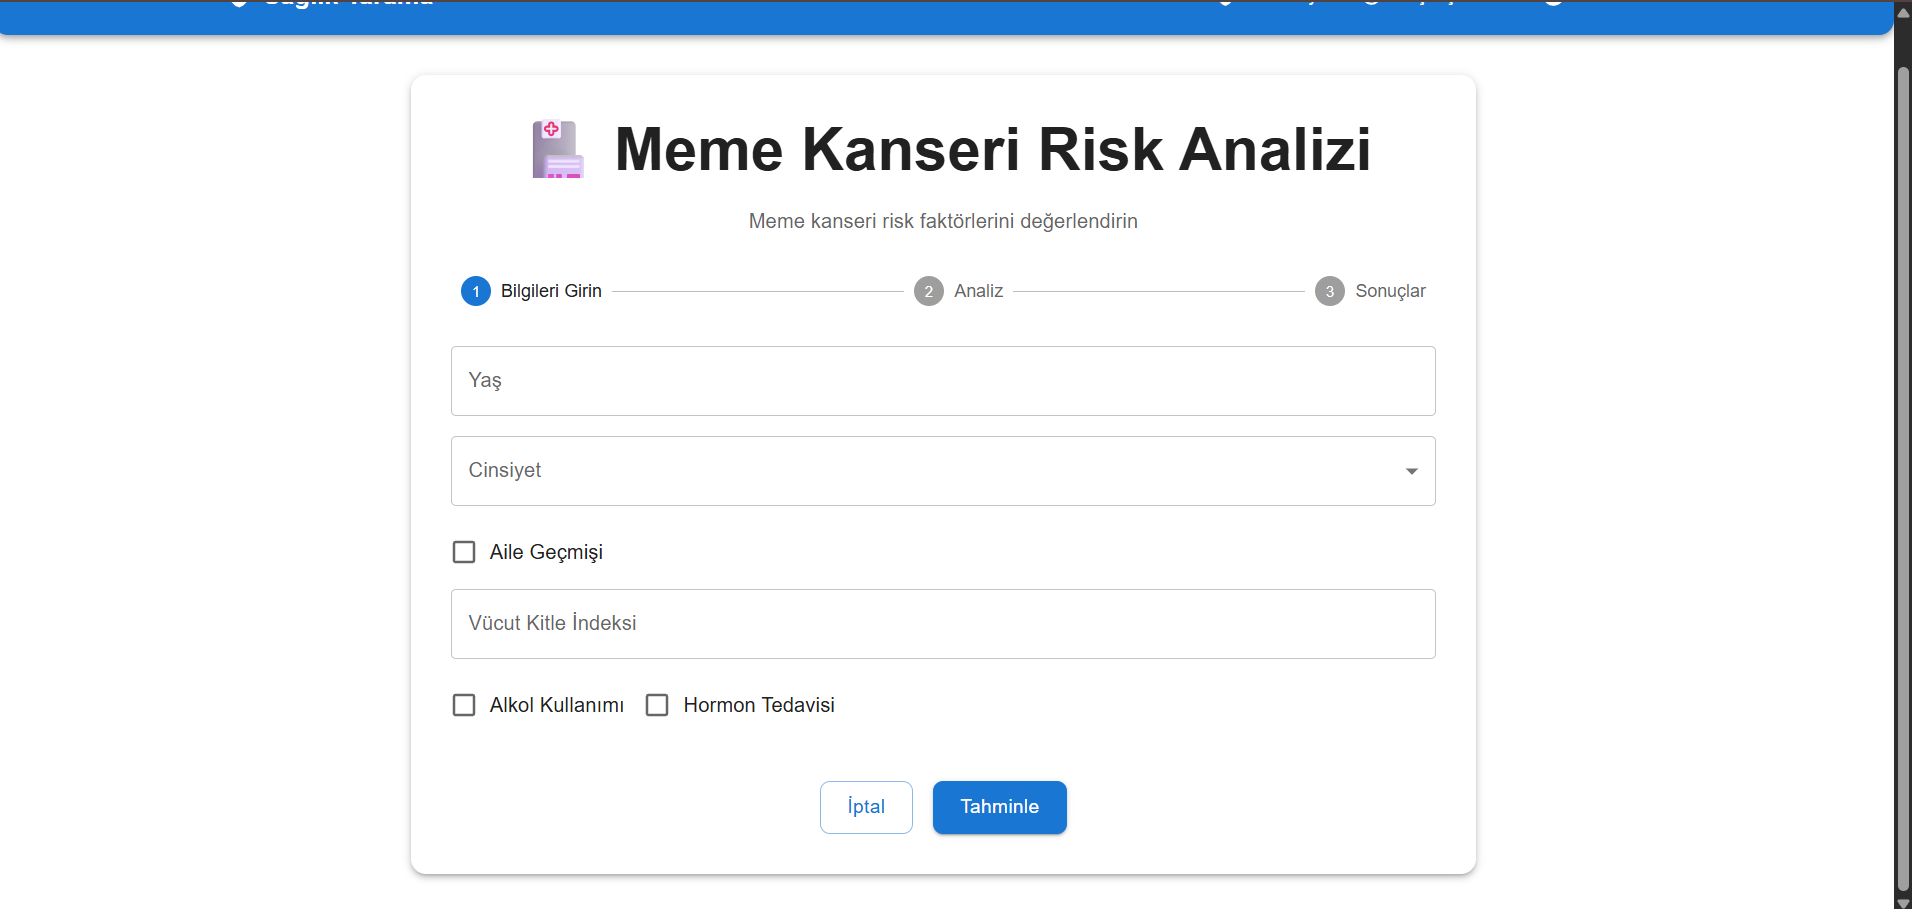 Meme Kanseri Risk Analizi
Meme kanseri risk faktörlerini değerlendirin
1 Bilgileri Girin 2 Analiz 3 Sonuçlar
Yaş
Cinsiyet
Aile Geçmişi
Vücut Kitle İndeksi
Alkol Kullanımı Hormon Tedavisi
İptal Tahminle